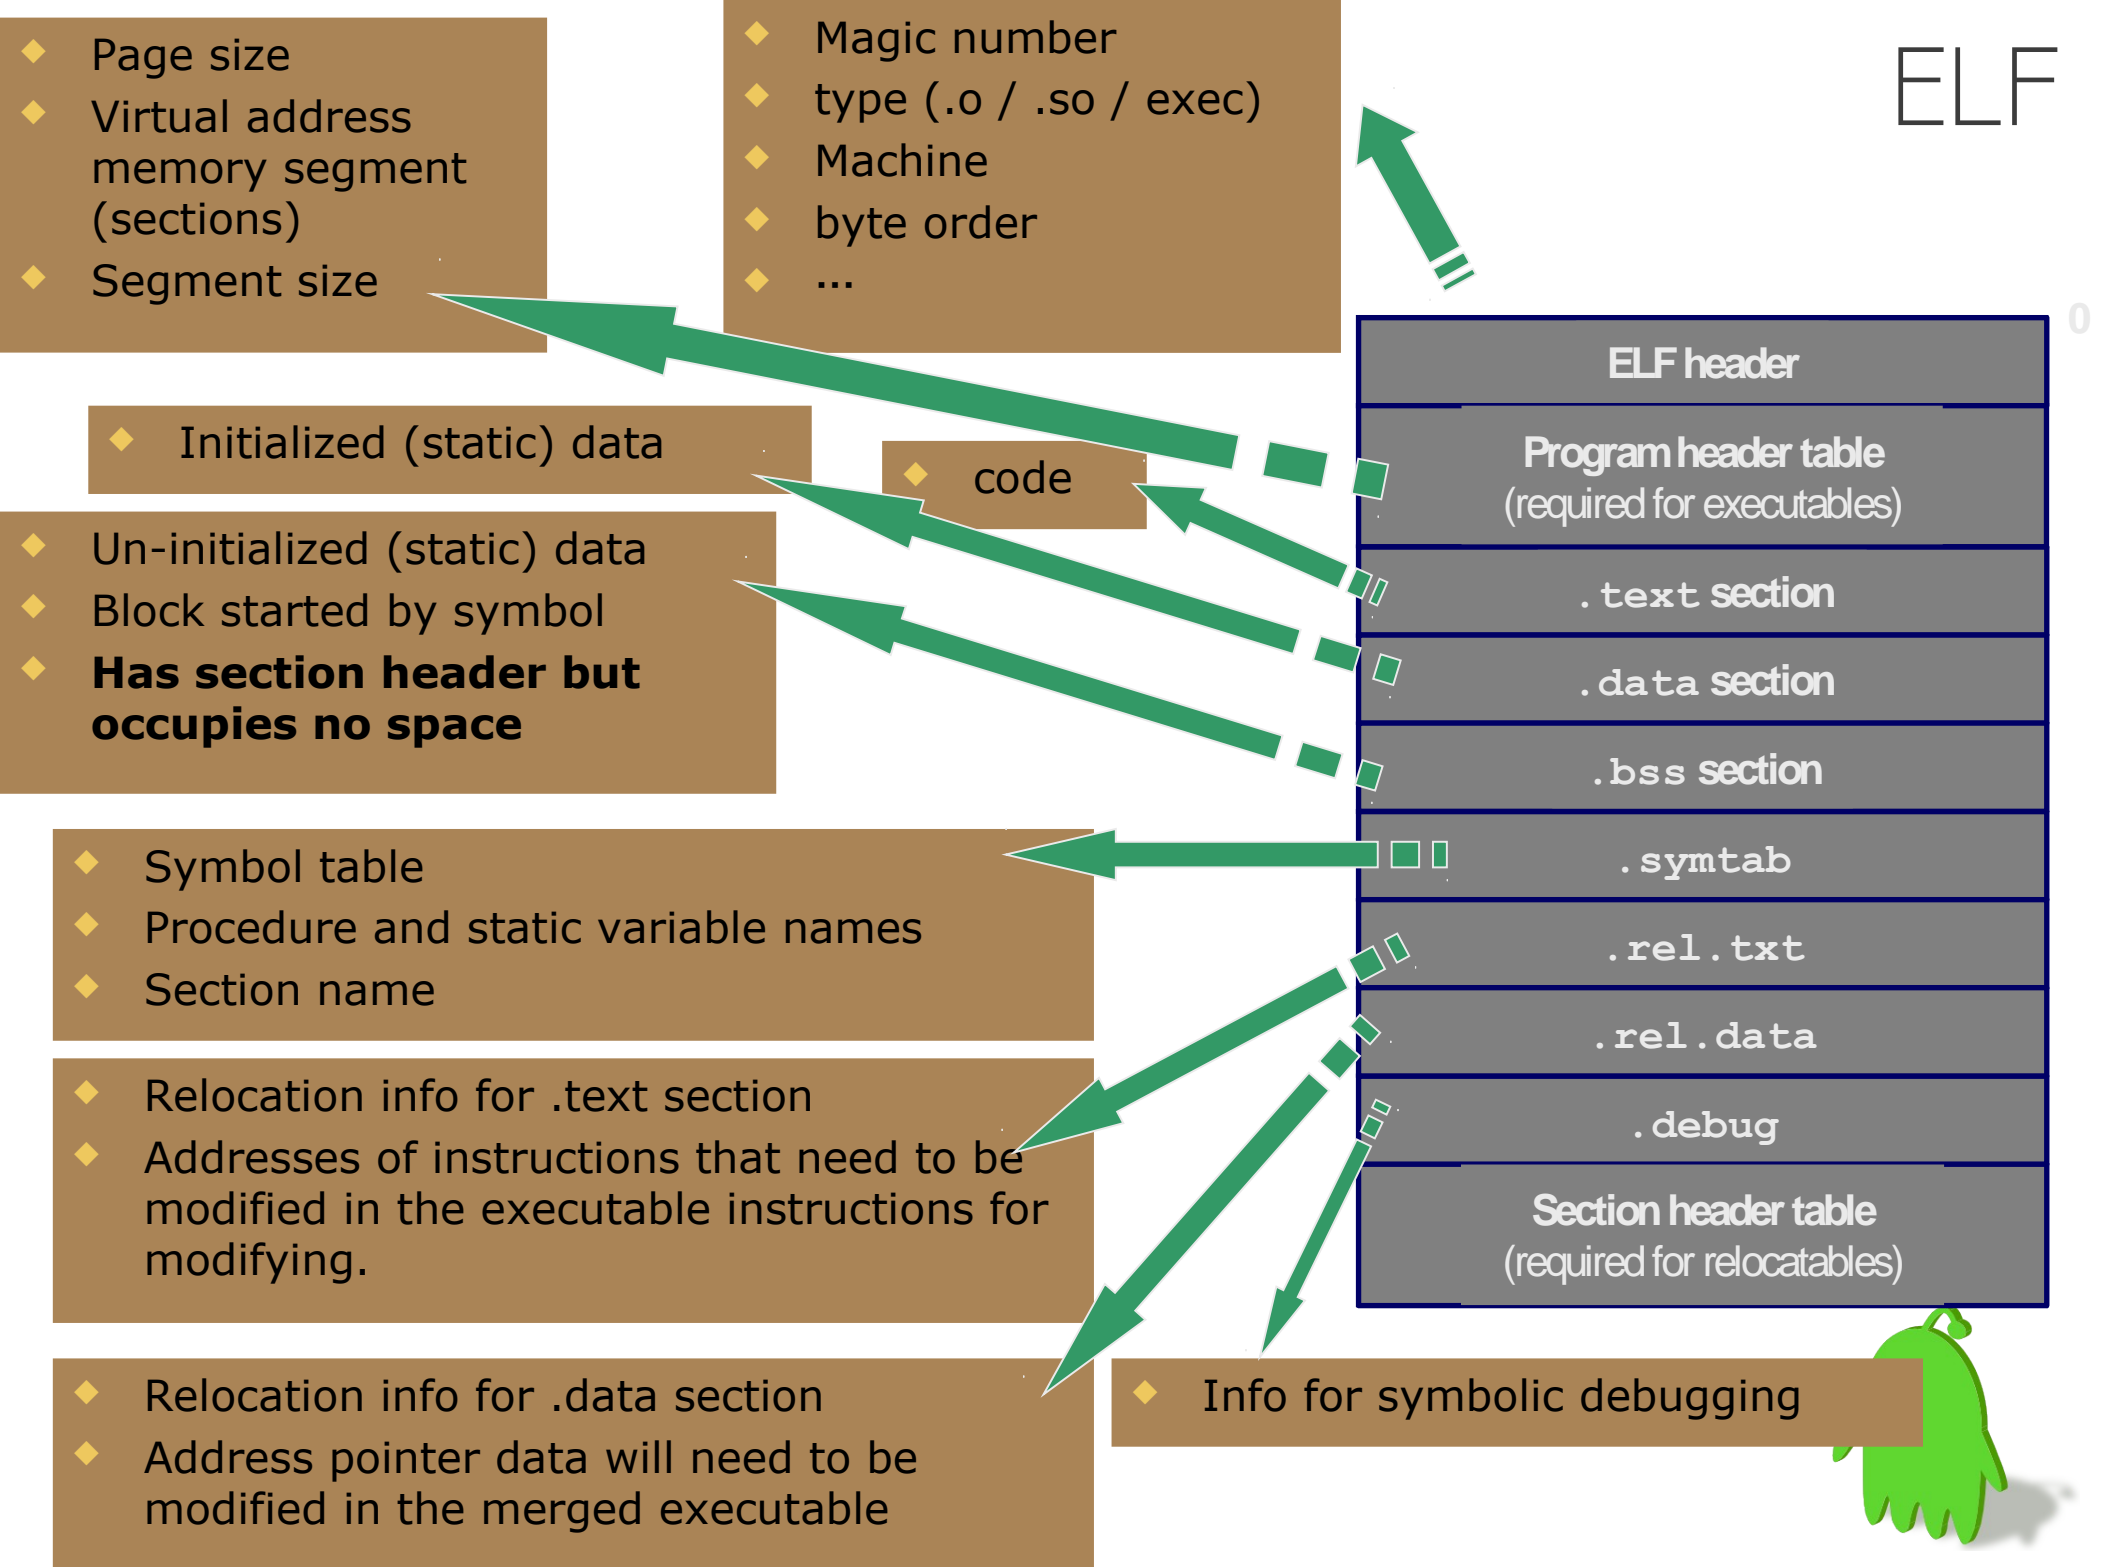 ELF
Page size
Virtual address
memory segment
(sections)
Segment size
Magic number
type (.o / .so / exec)
Machine
byte order
...
Initialized (static) data
code
Un-initialized (static) data
Block started by symbol
Has section header but
occupies no space
Symbol table
Procedure and static variable names
Section name
Relocation info for .text section
Addresses of instructions that need to be
modified in the executable instructions for
modifying.
Relocation info for .data section
Address pointer data will need to be
modified in the merged executable
Info for symbolic debugging
0
ELF header
Program header table
(required for executables)
.text section
.data section
.bss section
.symtab
.rel.txt
.rel.data
.debug
Section header table
(required for relocatables)